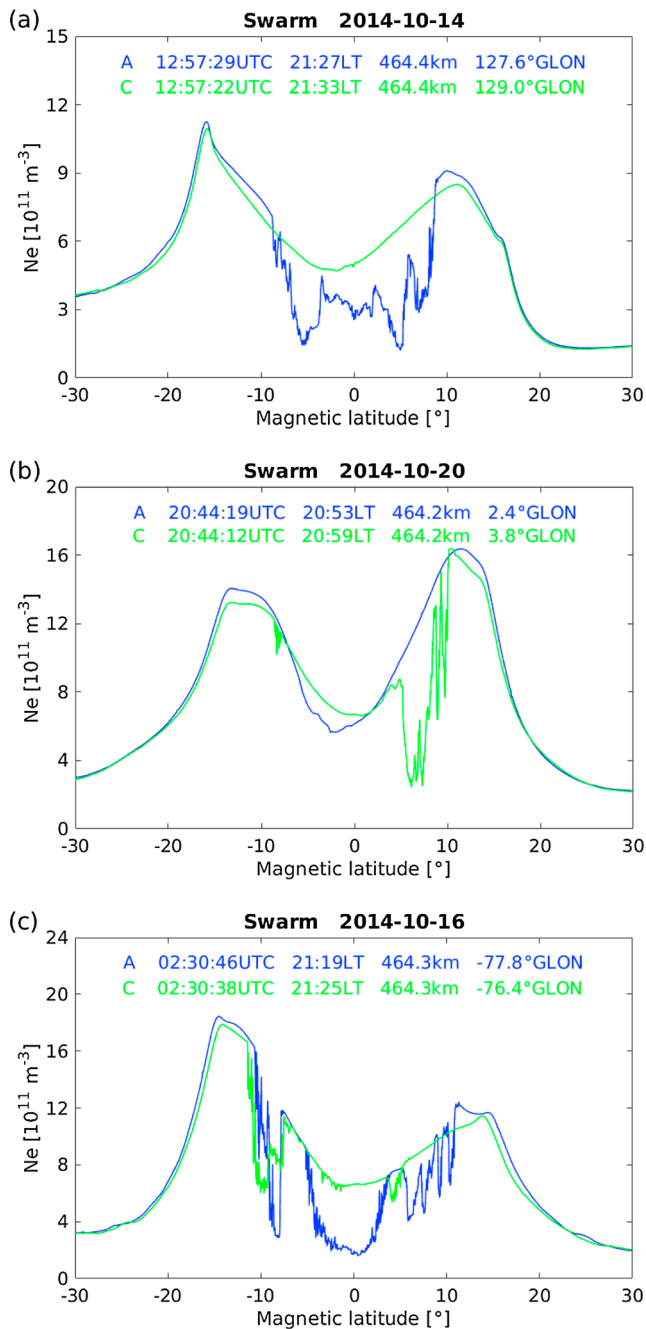 (a) Swarm 2014-10-14
A 12:57:29UTC 21:27LT 464.4km 127.6°GLON
C 12:57:22UTC 21:33LT 464.4km 129.0°GLON
Ne [10¹¹ m⁻³]
15
12
9
6
3
0
-30 -20 -10 0 10 20 30
Magnetic latitude [°]
(b) Swarm 2014-10-20
A 20:44:19UTC 20:53LT 464.2km 2.4°GLON
C 20:44:12UTC 20:59LT 464.2km 3.8°GLON
Ne [10¹¹ m⁻³]
20
16
12
8
4
0
-30 -20 -10 0 10 20 30
Magnetic latitude [°]
(c) Swarm 2014-10-16
A 02:30:46UTC 21:19LT 464.3km -77.8°GLON
C 02:30:38UTC 21:25LT 464.3km -76.4°GLON
Ne [10¹¹ m⁻³]
24
20
16
12
8
4
0
-30 -20 -10 0 10 20 30
Magnetic latitude [°]